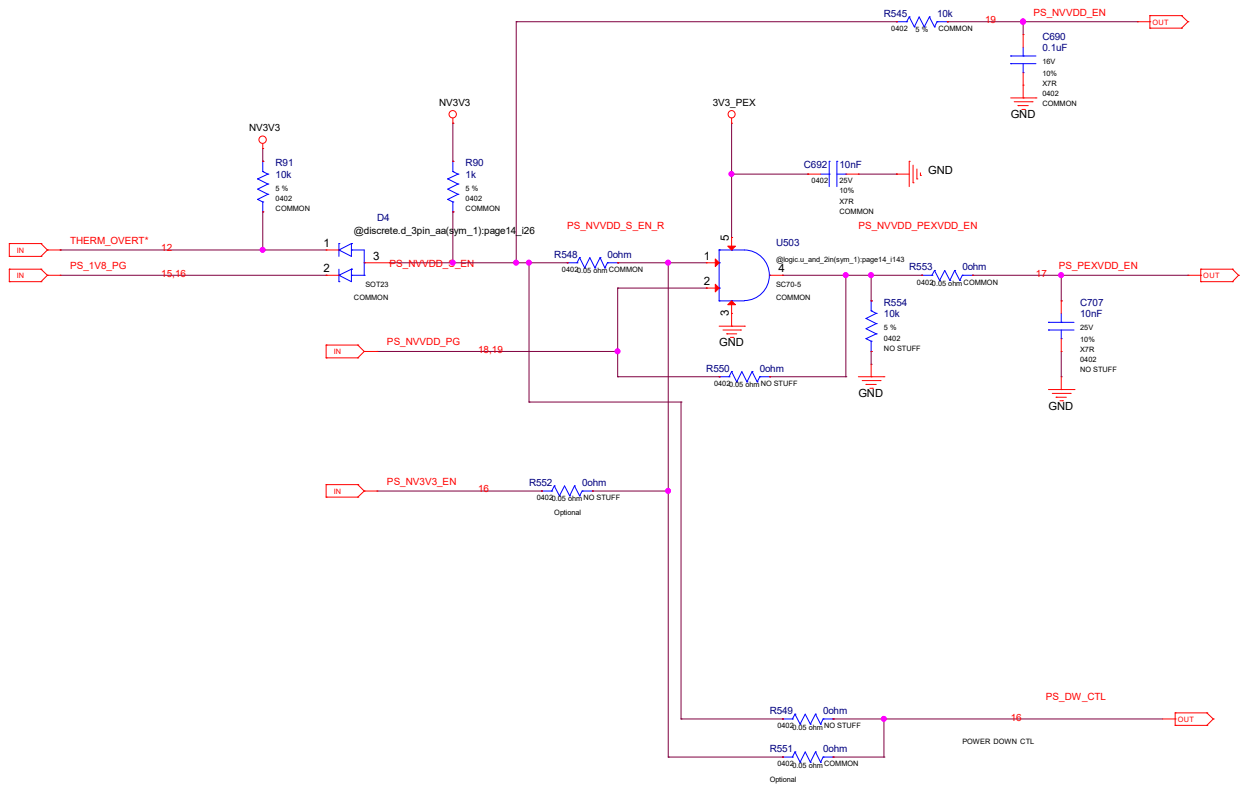 R545 10k
0402 5 % COMMON
19
PS_NVVDD_EN
OUT
C690
0.1uF
16V
10%
X7R
0402
COMMON
GND
NV3V3
R91
10k
5 %
0402
COMMON
NV3V3
R90
1k
5 %
0402
COMMON
3V3_PEX
C692 10nF
0402 25V
10%
X7R
COMMON
GND
D4
@discrete.d_3pin_aa(sym_1):page14_i26
IN
THERM_OVERT*
12
1
IN
PS_1V8_PG
15,16
2
3
PS_NVVDD_S_EN
SOT23
COMMON
PS_NVVDD_S_EN_R
R548 0ohm
0402 0.05 ohm COMMON
5
1
2
3
4
U503
@logic.u_and_2in(sym_1):page14_i143
SC70-5
COMMON
GND
PS_NVVDD_PEXVDD_EN
R553 0ohm
0402 0.05 ohm COMMON
17
PS_PEXVDD_EN
OUT
R554
10k
5 %
0402
NO STUFF
GND
C707
10nF
25V
10%
X7R
0402
NO STUFF
GND
IN
PS_NVVDD_PG
18,19
R550 0ohm
0402 0.05 ohm NO STUFF
IN
PS_NV3V3_EN
16
R552 0ohm
0402 0.05 ohm NO STUFF
Optional
R549 0ohm
0402 0.05 ohm NO STUFF
R551 0ohm
0402 0.05 ohm COMMON
Optional
PS_DW_CTL
16
OUT
POWER DOWN CTL